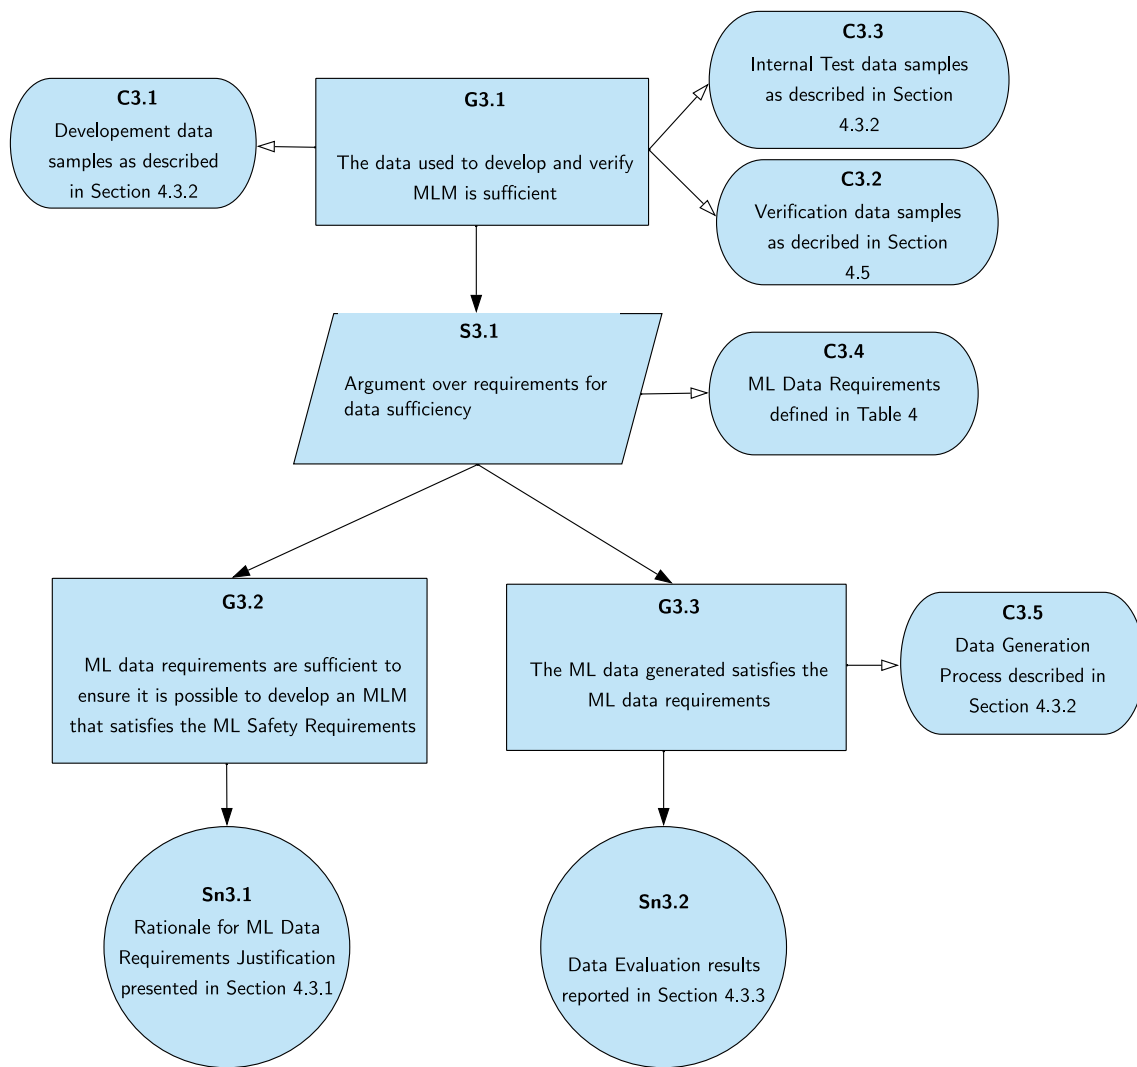 C3.3
Internal Test data samples
as described in Section
4.3.2
C3.1
Developement data
samples as described
in Section 4.3.2
G3.1
The data used to develop and verify
MLM is sufficient
C3.2
Verification data samples
as decribed in Section
4.5
S3.1
Argument over requirements for
data sufficiency
C3.4
ML Data Requirements
defined in Table 4
G3.2
ML data requirements are sufficient to
ensure it is possible to develop an MLM
that satisfies the ML Safety Requirements
G3.3
The ML data generated satisfies the
ML data requirements
C3.5
Data Generation
Process described in
Section 4.3.2
Sn3.1
Rationale for ML Data
Requirements Justification
presented in Section 4.3.1
Sn3.2
Data Evaluation results
reported in Section 4.3.3